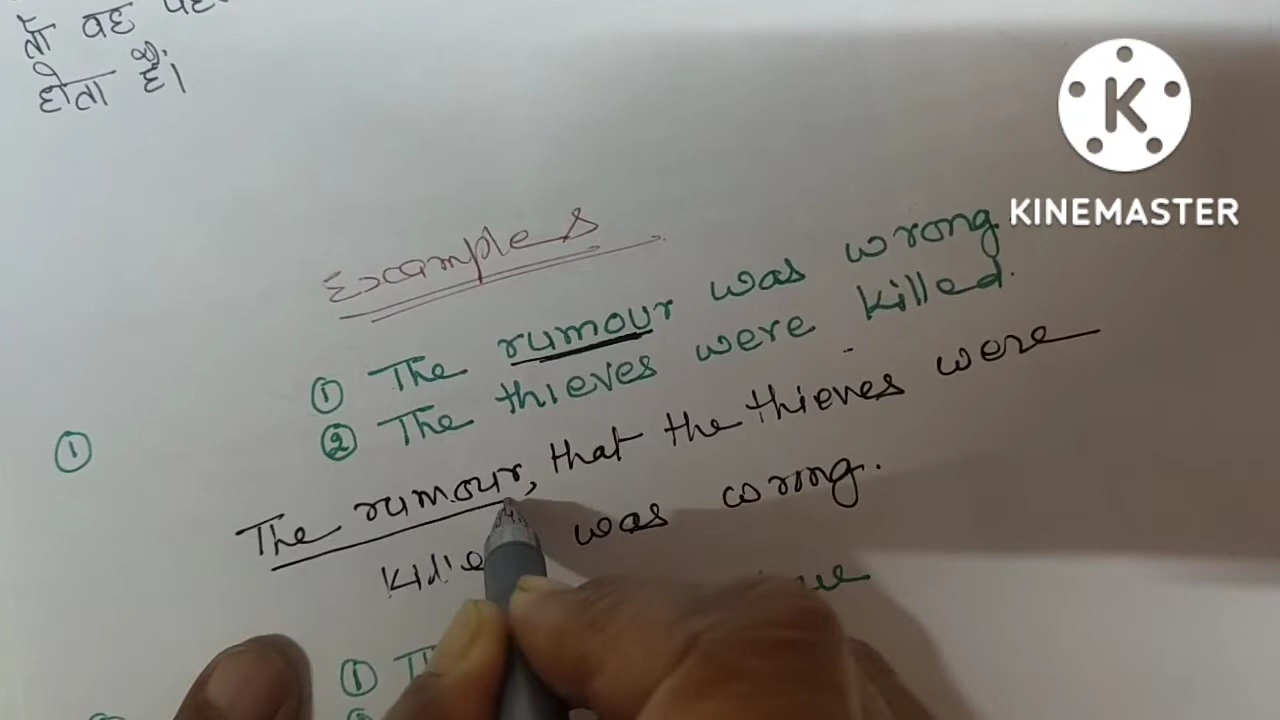 तो वह
होता है।
K
KINEMASTER
Examples
① The rumour was wrong
② The thieves were killed.
①
The rumour, that the thieves were
was wrong.
①